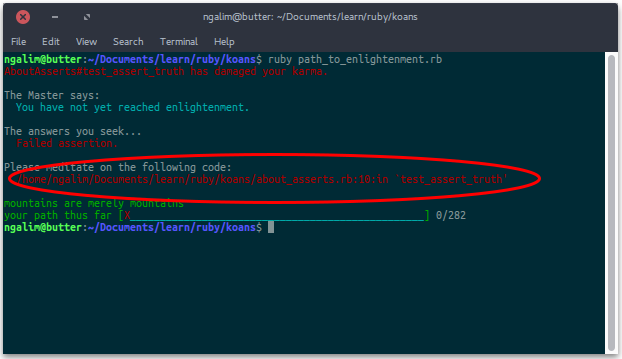 ngalim@butter: ~/Documents/learn/ruby/koans
File Edit View Search Terminal Help
ngalim@butter:~/Documents/learn/ruby/koans$ ruby path_to_enlightenment.rb
AboutAsserts#test_assert_truth has damaged your karma.
The Master says:
You have not yet reached enlightenment.
The answers you seek...
Failed assertion.
Please meditate on the following code:
/home/ngalim/Documents/learn/ruby/koans/about_asserts.rb:10:in `test_assert_truth'
mountains are merely mountains
your path thus far [X_________________________________________________] 0/282
ngalim@butter:~/Documents/learn/ruby/koans$